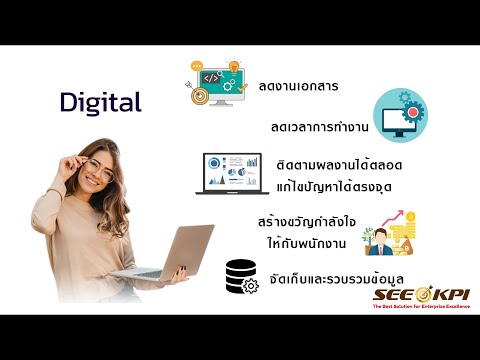 Digital
ลดงานเอกสาร
ลดเวลาการทำงาน
ติดตามผลงานได้ตลอด
แก้ไขปัญหาได้ตรงจุด
สร้างขวัญกำลังใจ
ให้กับพนักงาน
จัดเก็บและรวบรวมข้อมูล
SEE KPI
The Best Solution for Enterprise Excellence